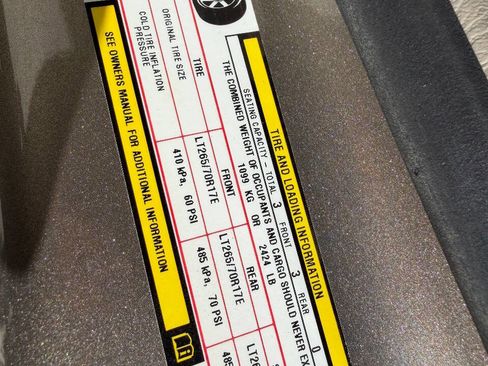 TIRE AND LOADING INFORMATION
SEATING CAPACITY - TOTAL 3 FRONT 3 REAR 0
THE COMBINED WEIGHT OF OCCUPANTS AND CARGO SHOULD NEVER
1099 KG OR 2424 LB
TIRE FRONT REAR
ORIGINAL TIRE SIZE LT265/70R17E LT265/70R17E
COLD TIRE INFLATION
PRESSURE
410 kPa, 60 PSI 485 kPa, 70 PSI
SEE OWNERS MANUAL FOR ADDITIONAL INFORMATION